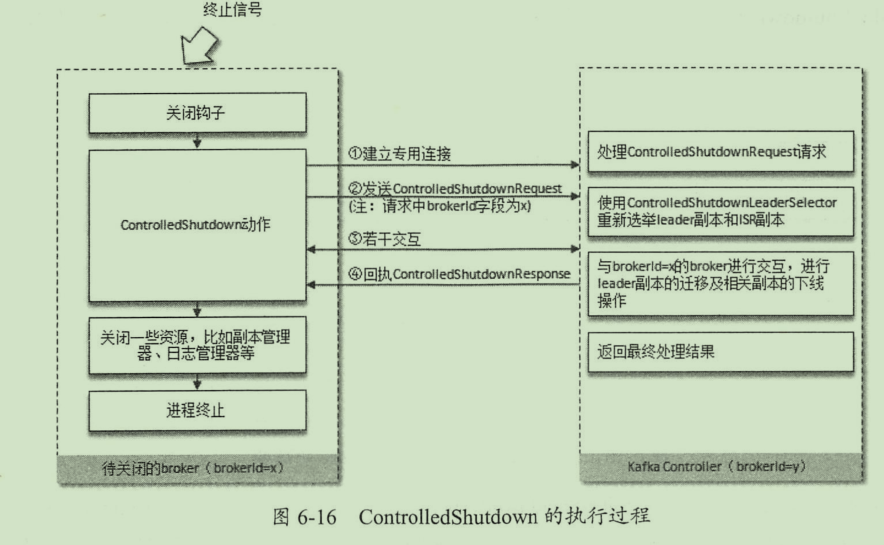 终止信号
关闭钩子
ControlledShutdown动作
关闭一些资源，比如副本管理
器、日志管理器等
进程终止
待关闭的broker（brokerId=x）
①建立专用连接
②发送ControlledShutdownRequest
(注：请求中brokerId字段为x)
③若干交互
④回执ControlledShutdownResponse
处理ControlledShutdownRequest请求
使用ControlledShutdownLeaderSelector
重新选举leader副本和ISR副本
与brokerId=x的broker进行交互，进行
leader副本的迁移及相关副本的下线
操作
返回最终处理结果
Kafka Controller（brokerId=y）
图 6-16 ControlledShutdown 的执行过程